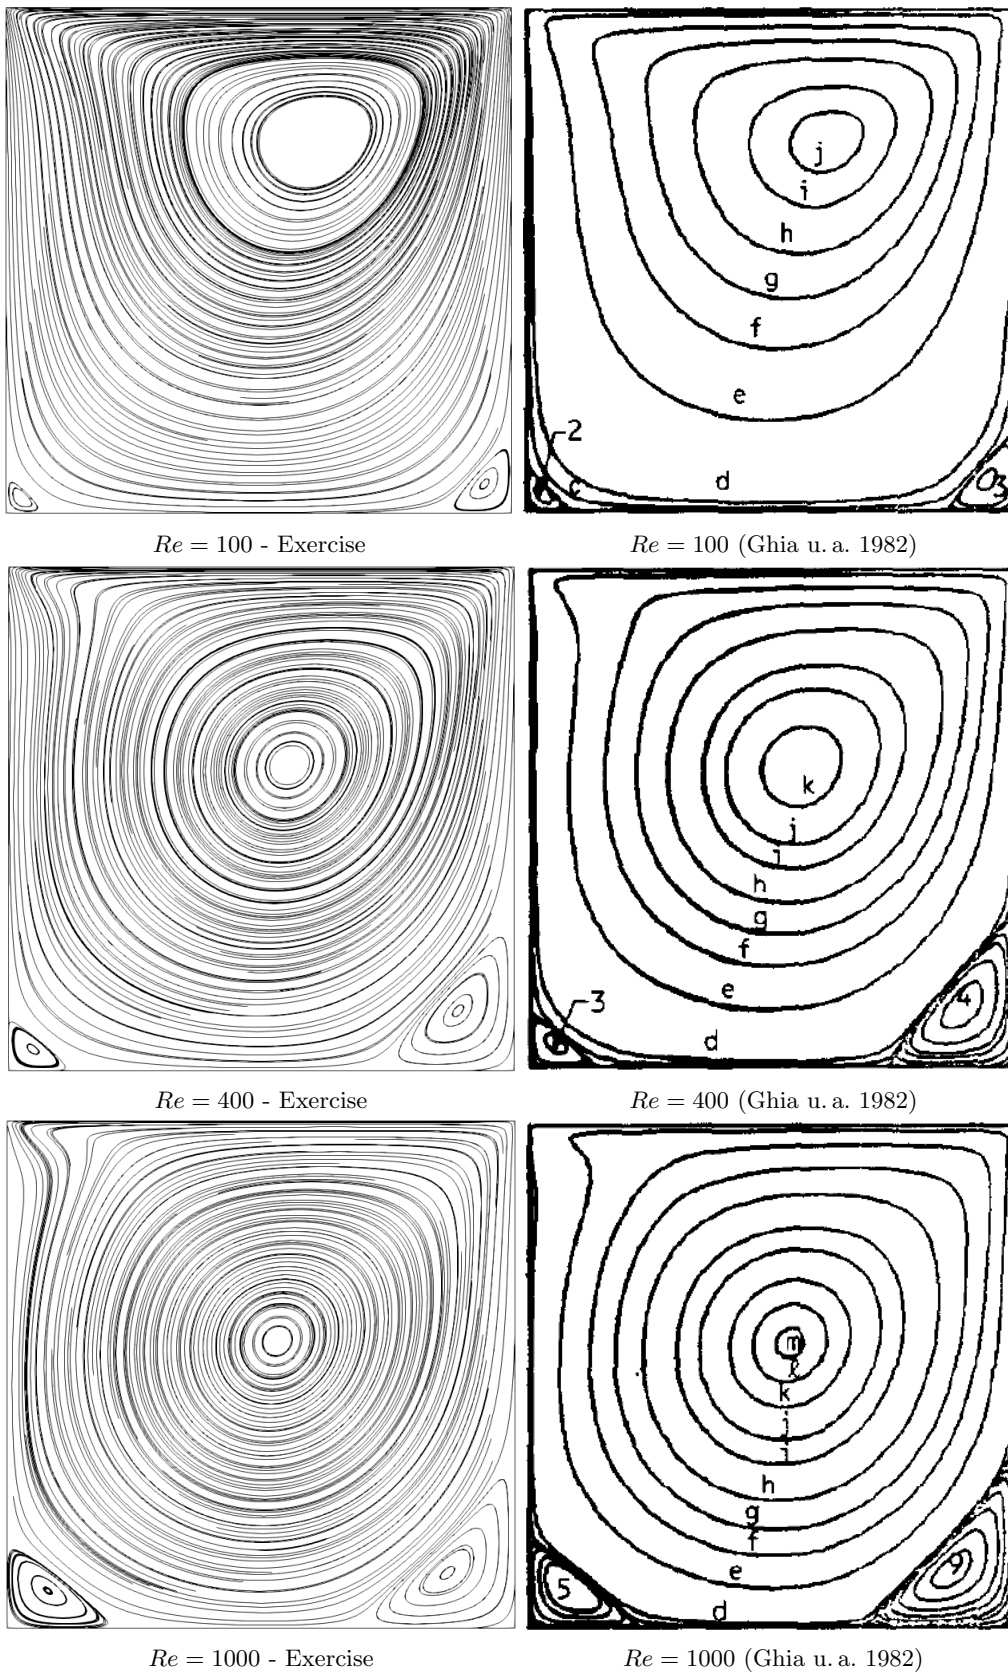 j
i
h
g
f
e
2
c
d
3
Re = 100 - Exercise
Re = 100 (Ghia u. a. 1982)
k
j
i
h
g
f
e
4
3
d
Re = 400 - Exercise
Re = 400 (Ghia u. a. 1982)
m
l
k
j
i
h
g
f
e
9
5
d
Re = 1000 - Exercise
Re = 1000 (Ghia u. a. 1982)